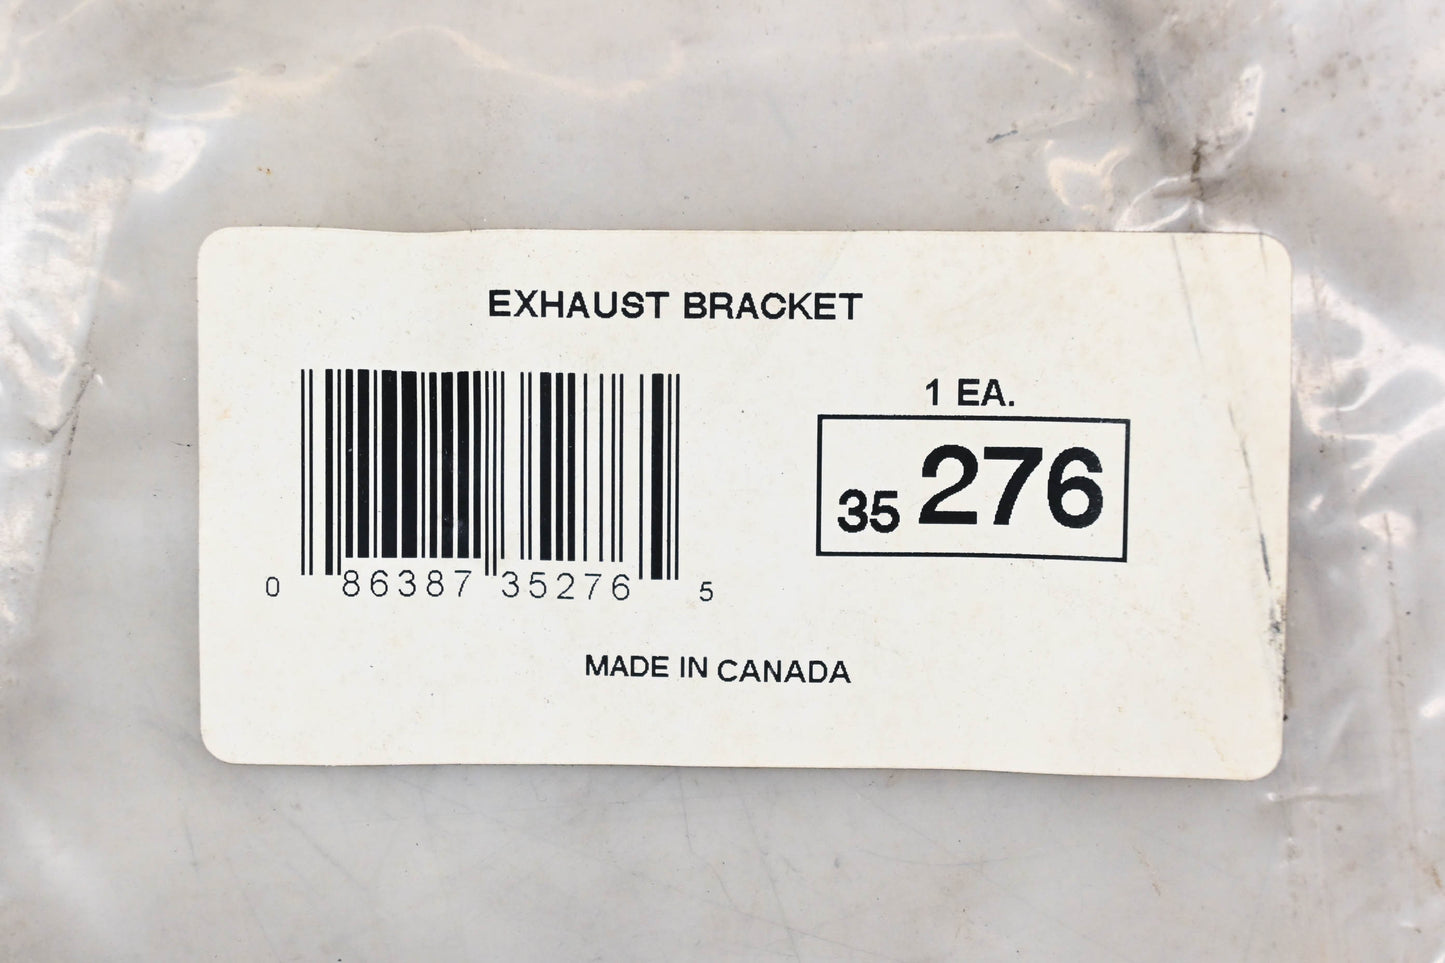 EXHAUST BRACKET
1 EA.
35 276
0 86387 35276 5
MADE IN CANADA